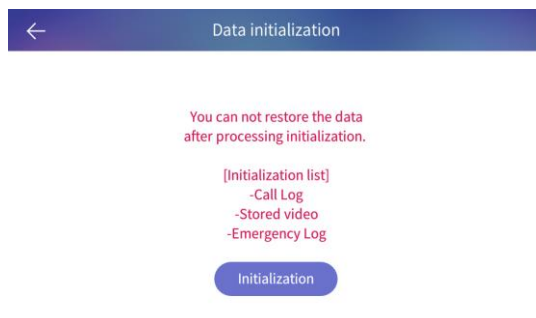 Data initialization
You can not restore the data
after processing initialization.
[Initialization list]
-Call Log
-Stored video
-Emergency Log
Initialization